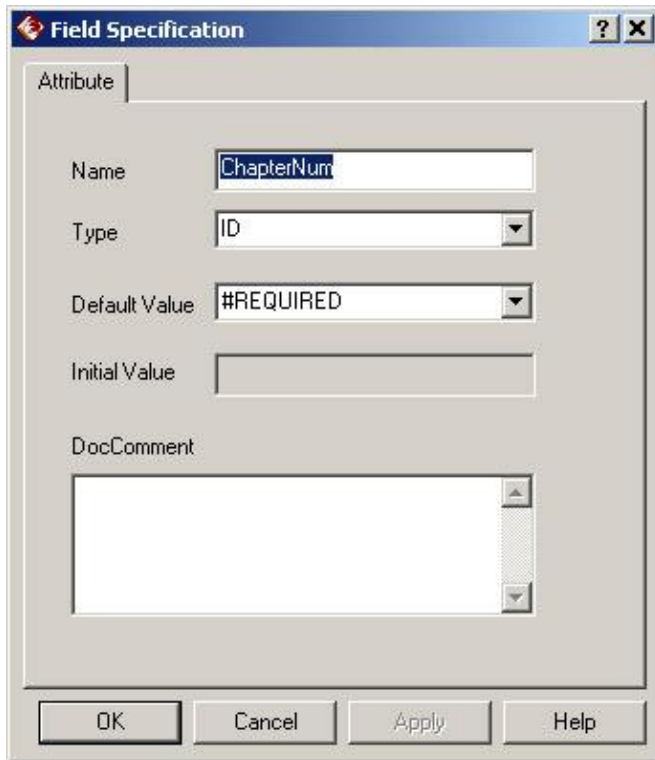 Field Specification
Attribute
Name ChapterNum
Type ID
Default Value #REQUIRED
Initial Value
DocComment
OK Cancel Apply Help